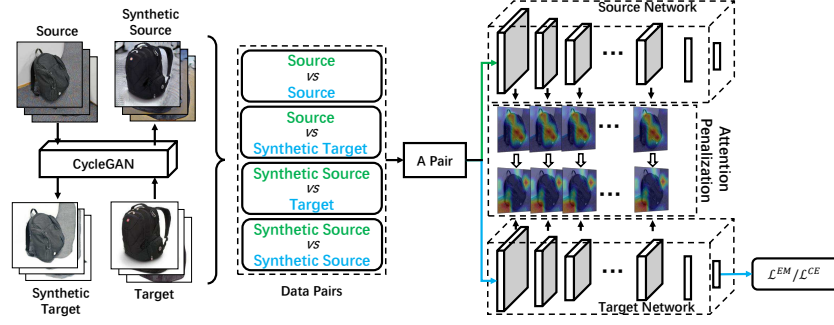 Source
Synthetic
Source
CycleGAN
Synthetic
Target
Target
Source
VS
Source
Source
VS
Synthetic Target
Synthetic Source
VS
Target
Synthetic Source
VS
Synthetic Source
Data Pairs
A Pair
Source Network
Attention
Penalization
Target Network
ℒ^EM/ℒ^CE